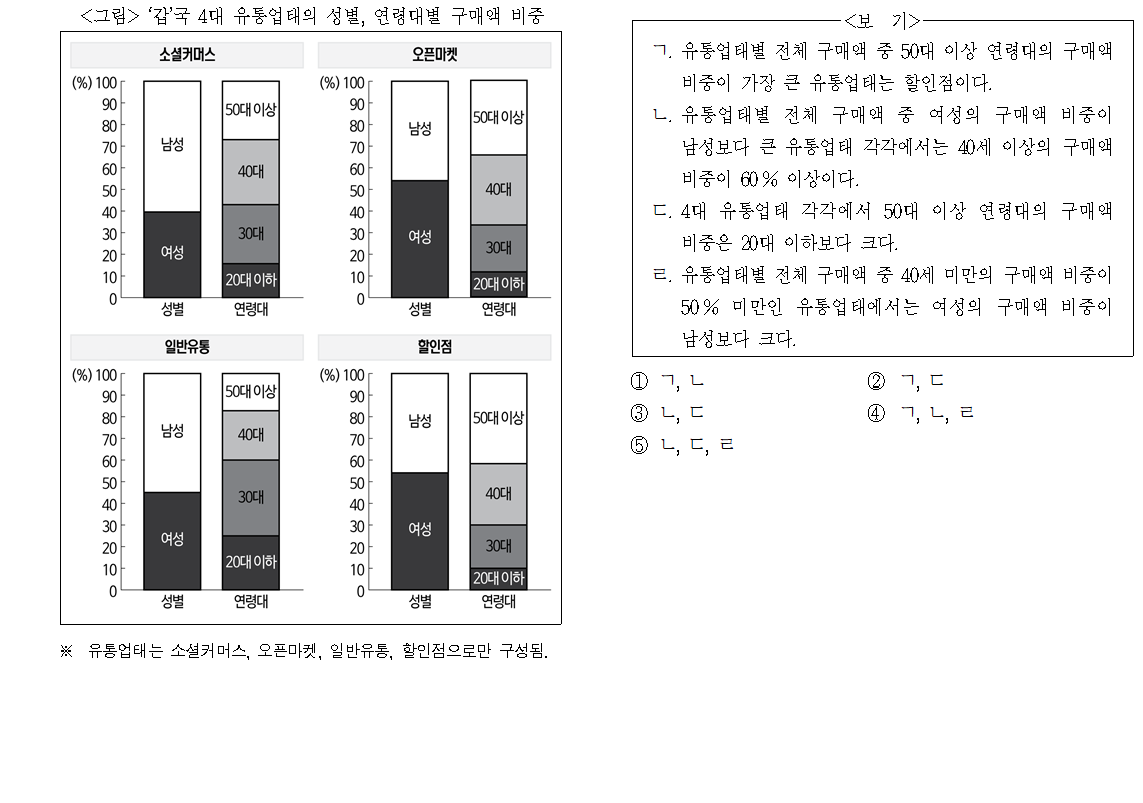 <그림> ‘갑’국 4대 유통업태의 성별, 연령대별 구매액 비중
소셜커머스
(%) 100
90
80
70
60
50
40
30
20
10
0
남성
여성
50대 이상
40대
30대
20대 이하
성별
연령대
오픈마켓
(%) 100
90
80
70
60
50
40
30
20
10
0
남성
여성
50대 이상
40대
30대
20대 이하
성별
연령대
일반유통
(%) 100
90
80
70
60
50
40
30
20
10
0
남성
여성
50대 이상
40대
30대
20대 이하
성별
연령대
할인점
(%) 100
90
80
70
60
50
40
30
20
10
0
남성
여성
50대 이상
40대
30대
20대 이하
성별
연령대
※ 유통업태는 소셜커머스, 오픈마켓, 일반유통, 할인점으로만 구성됨.
<보 기>
ㄱ. 유통업태별 전체 구매액 중 50대 이상 연령대의 구매액
비중이 가장 큰 유통업태는 할인점이다.
ㄴ. 유통업태별 전체 구매액 중 여성의 구매액 비중이
남성보다 큰 유통업태 각각에서는 40세 이상의 구매액
비중이 60 % 이상이다.
ㄷ. 4대 유통업태 각각에서 50대 이상 연령대의 구매액
비중은 20대 이하보다 크다.
ㄹ. 유통업태별 전체 구매액 중 40세 미만의 구매액 비중이
50 % 미만인 유통업태에서는 여성의 구매액 비중이
남성보다 크다.
① ㄱ, ㄴ
② ㄱ, ㄷ
③ ㄴ, ㄷ
④ ㄱ, ㄴ, ㄹ
⑤ ㄴ, ㄷ, ㄹ